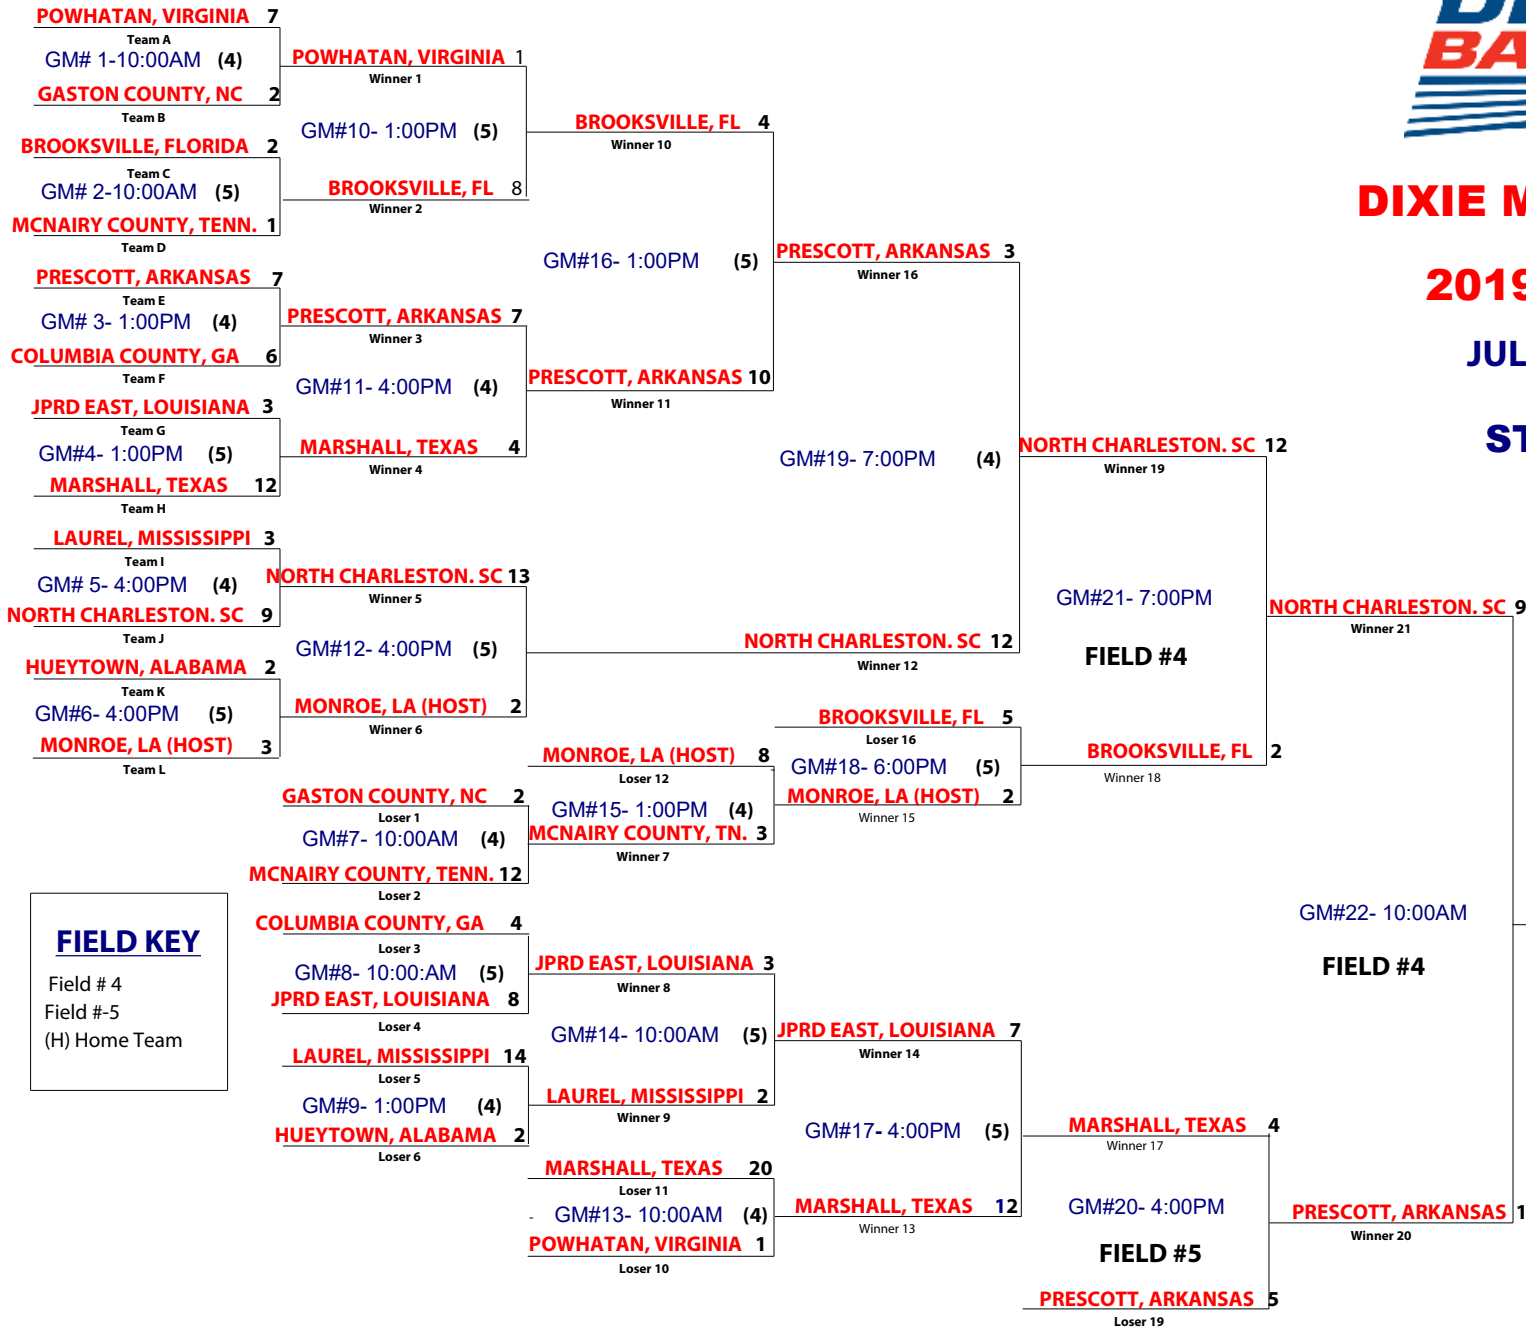 POWHATAN, VIRGINIA 7
Team A
GM# 1-10:00AM (4)
GASTON COUNTY, NC 2
Team B
BROOKSVILLE, FLORIDA 2
Team C
GM# 2-10:00AM (5)
MCNAIRY COUNTY, TENN. 1
Team D
PRESCOTT, ARKANSAS 7
Team E
GM# 3- 1:00PM (4)
COLUMBIA COUNTY, GA 6
Team F
JPRD EAST, LOUISIANA 3
Team G
GM#4- 1:00PM (5)
MARSHALL, TEXAS 12
Team H
LAUREL, MISSISSIPPI 3
Team I
GM# 5- 4:00PM (4)
NORTH CHARLESTON. SC 9
Team J
HUEYTOWN, ALABAMA 2
Team K
GM#6- 4:00PM (5)
MONROE, LA (HOST) 3
Team L
POWHATAN, VIRGINIA 1
Winner 1
GM#10- 1:00PM (5)
BROOKSVILLE, FL 8
Winner 2
PRESCOTT, ARKANSAS 7
Winner 3
GM#11- 4:00PM (4)
MARSHALL, TEXAS 4
Winner 4
NORTH CHARLESTON. SC 13
Winner 5
GM#12- 4:00PM (5)
MONROE, LA (HOST) 2
Winner 6
GASTON COUNTY, NC 2
Loser 1
GM#7- 10:00AM (4)
MCNAIRY COUNTY, TENN. 12
Loser 2
COLUMBIA COUNTY, GA 4
Loser 3
GM#8- 10:00:AM (5)
JPRD EAST, LOUISIANA 8
Loser 4
LAUREL, MISSISSIPPI 14
Loser 5
GM#9- 1:00PM (4)
HUEYTOWN, ALABAMA 2
Loser 6
BROOKSVILLE, FL 4
Winner 10
GM#16- 1:00PM (5)
PRESCOTT, ARKANSAS 10
Winner 11
NORTH CHARLESTON. SC 12
Winner 12
MONROE, LA (HOST) 8
Loser 12
GM#15- 1:00PM (4)
MCNAIRY COUNTY, TN. 3
Winner 7
JPRD EAST, LOUISIANA 3
Winner 8
GM#14- 10:00AM (5)
LAUREL, MISSISSIPPI 2
Winner 9
MARSHALL, TEXAS 20
Loser 11
- GM#13- 10:00AM (4)
POWHATAN, VIRGINIA 1
Loser 10
PRESCOTT, ARKANSAS 3
Winner 16
GM#19- 7:00PM (4)
BROOKSVILLE, FL 5
Loser 16
GM#18- 6:00PM (5)
MONROE, LA (HOST) 2
Winner 15
JPRD EAST, LOUISIANA 7
Winner 14
GM#17- 4:00PM (5)
MARSHALL, TEXAS 12
Winner 13
NORTH CHARLESTON. SC 12
Winner 19
GM#21- 7:00PM
FIELD #4
BROOKSVILLE, FL 2
Winner 18
MARSHALL, TEXAS 4
Winner 17
GM#20- 4:00PM
FIELD #5
PRESCOTT, ARKANSAS 5
Loser 19
NORTH CHARLESTON. SC 9
Winner 21
GM#22- 10:00AM
FIELD #4
PRESCOTT, ARKANSAS 1
Winner 20
DIXIE
2019
FIELD KEY
Field # 4
Field #-5
(H) Home Team